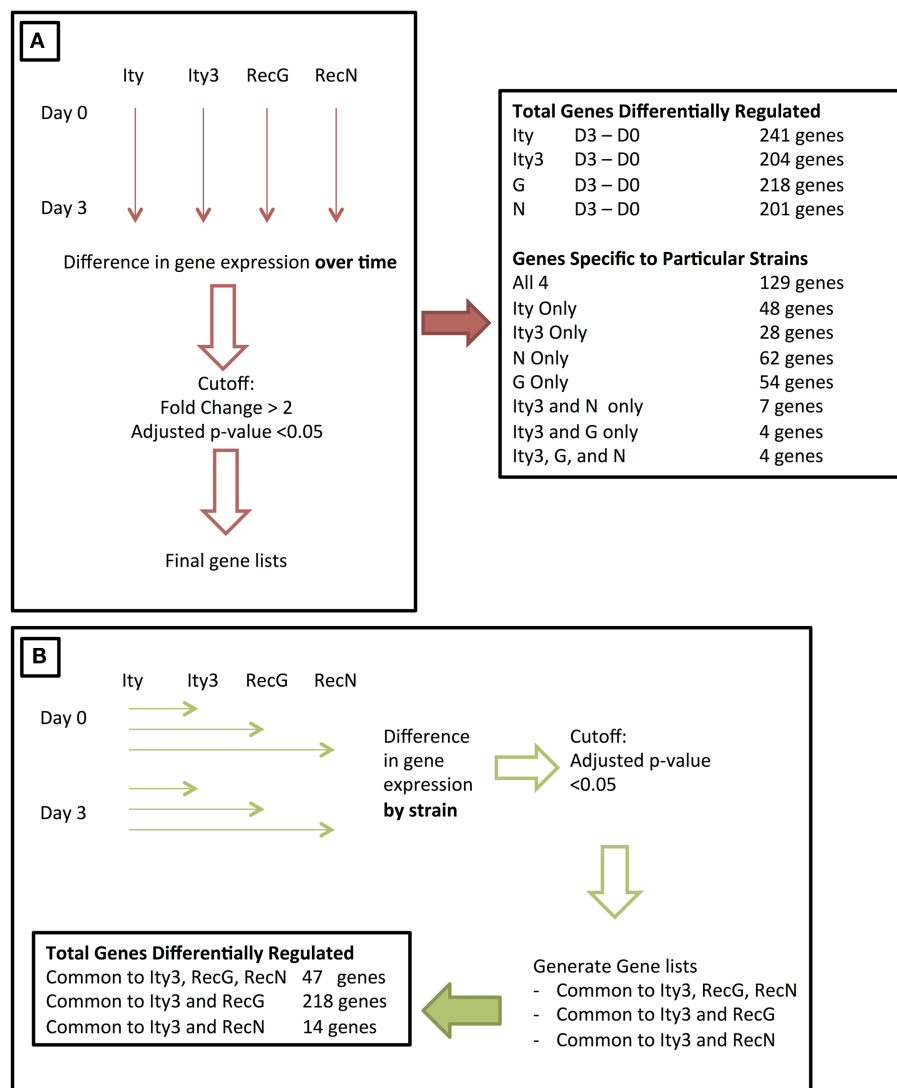 A
Ity Ity3 RecG RecN
Day 0
Day 3
Difference in gene expression over time
Cutoff:
Fold Change > 2
Adjusted p-value <0.05
Final gene lists
Total Genes Differentially Regulated
Ity D3 – D0 241 genes
Ity3 D3 – D0 204 genes
G D3 – D0 218 genes
N D3 – D0 201 genes
Genes Specific to Particular Strains
All 4 129 genes
Ity Only 48 genes
Ity3 Only 28 genes
N Only 62 genes
G Only 54 genes
Ity3 and N only 7 genes
Ity3 and G only 4 genes
Ity3, G, and N 4 genes
B
Ity Ity3 RecG RecN
Day 0
Day 3
Difference
in gene
expression
by strain
Cutoff:
Adjusted p-value
<0.05
Generate Gene lists
- Common to Ity3, RecG, RecN
- Common to Ity3 and RecG
- Common to Ity3 and RecN
Total Genes Differentially Regulated
Common to Ity3, RecG, RecN 47 genes
Common to Ity3 and RecG 218 genes
Common to Ity3 and RecN 14 genes